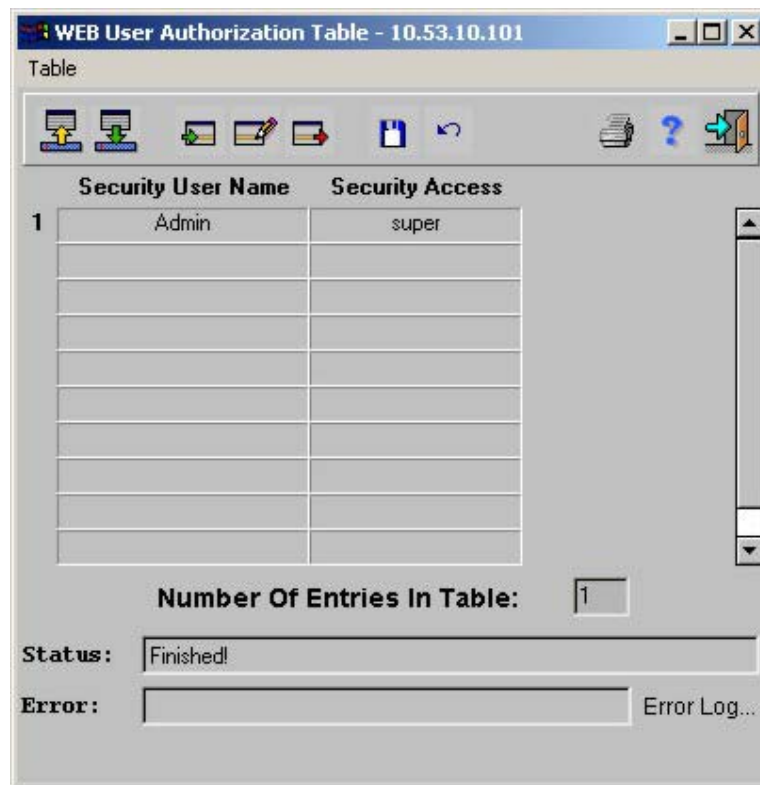 WEB User Authorization Table - 10.53.10.101
Table
?
Security User Name Security Access
1 Admin super
Number Of Entries In Table: 1
Status: Finished!
Error: Error Log...